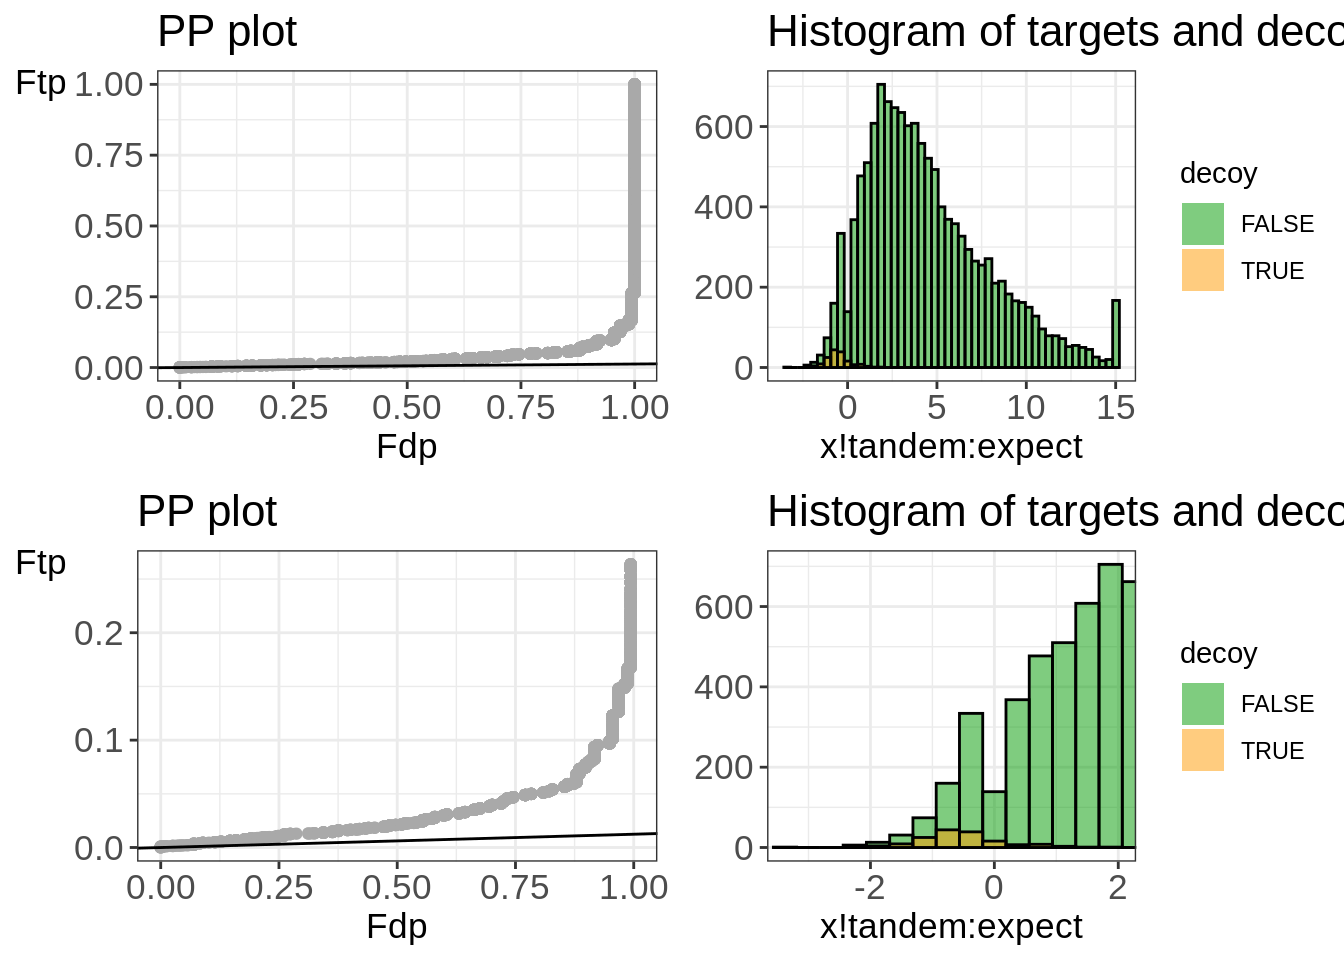 PP plot
Ftp
1.00
0.75
0.50
0.25
0.00
0.00 0.25 0.50 0.75 1.00
Fdp
Histogram of targets and deco
600
400
200
0
0 5 10 15
x!tandem:expect
decoy
FALSE
TRUE
PP plot
Ftp
0.2
0.1
0.0
0.00 0.25 0.50 0.75 1.00
Fdp
Histogram of targets and deco
600
400
200
0
-2 0 2
x!tandem:expect
decoy
FALSE
TRUE